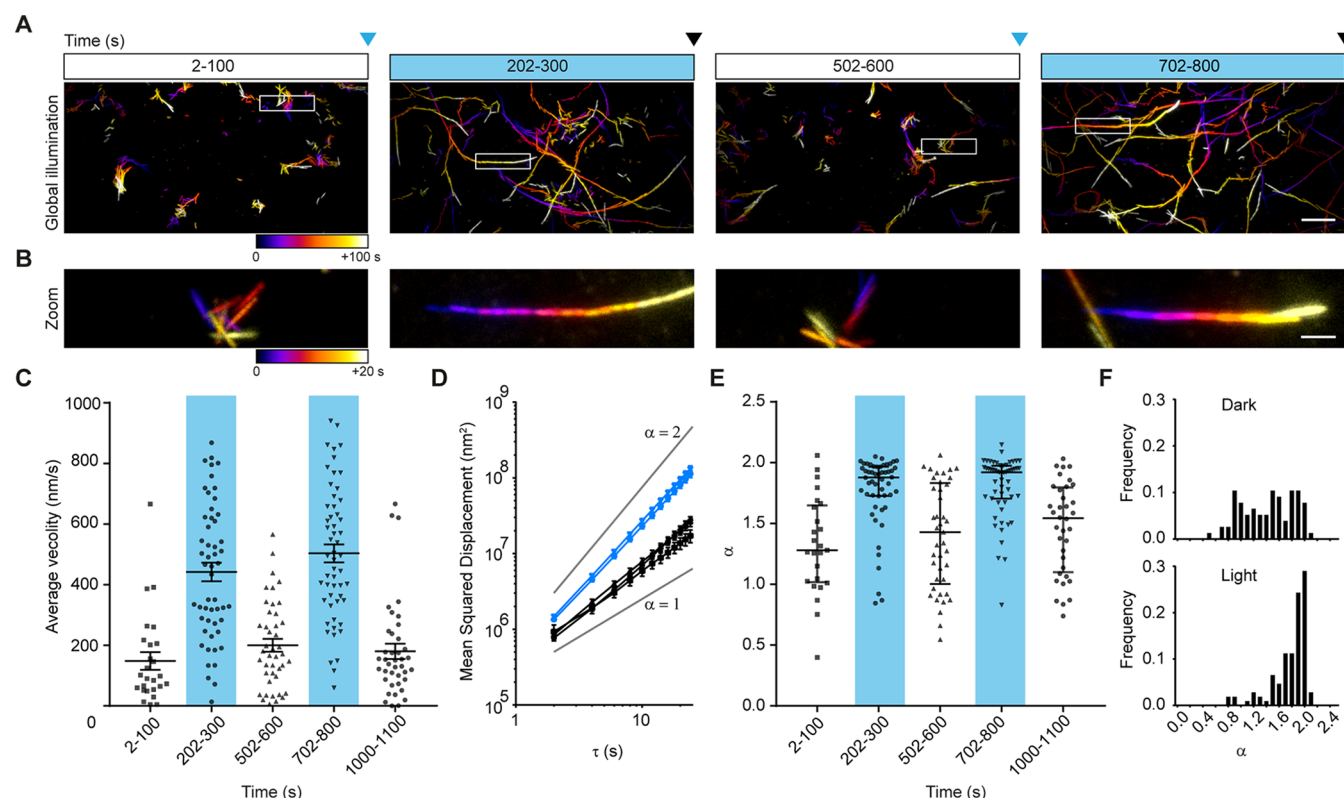 A
Time (s)
2-100
202-300
502-600
702-800
Global illumination
0
+100 s
B
Zoom
0
+20 s
C
Average vecolity (nm/s)
1000
800
600
400
200
0
2-100
202-300
502-600
702-800
1000-1100
Time (s)
D
Mean Squared Displacement (nm²)
10⁹
10⁸
10⁷
10⁶
10⁵
α = 2
α = 1
1
10
τ (s)
E
α
2.5
2.0
1.5
1.0
0.5
0.0
2-100
202-300
502-600
702-800
1000-1100
Time (s)
F
Dark
Frequency
0.3
0.2
0.1
0.0
Light
Frequency
0.3
0.2
0.1
0.0
0.0
0.4
0.8
1.2
1.6
2.0
2.4
α